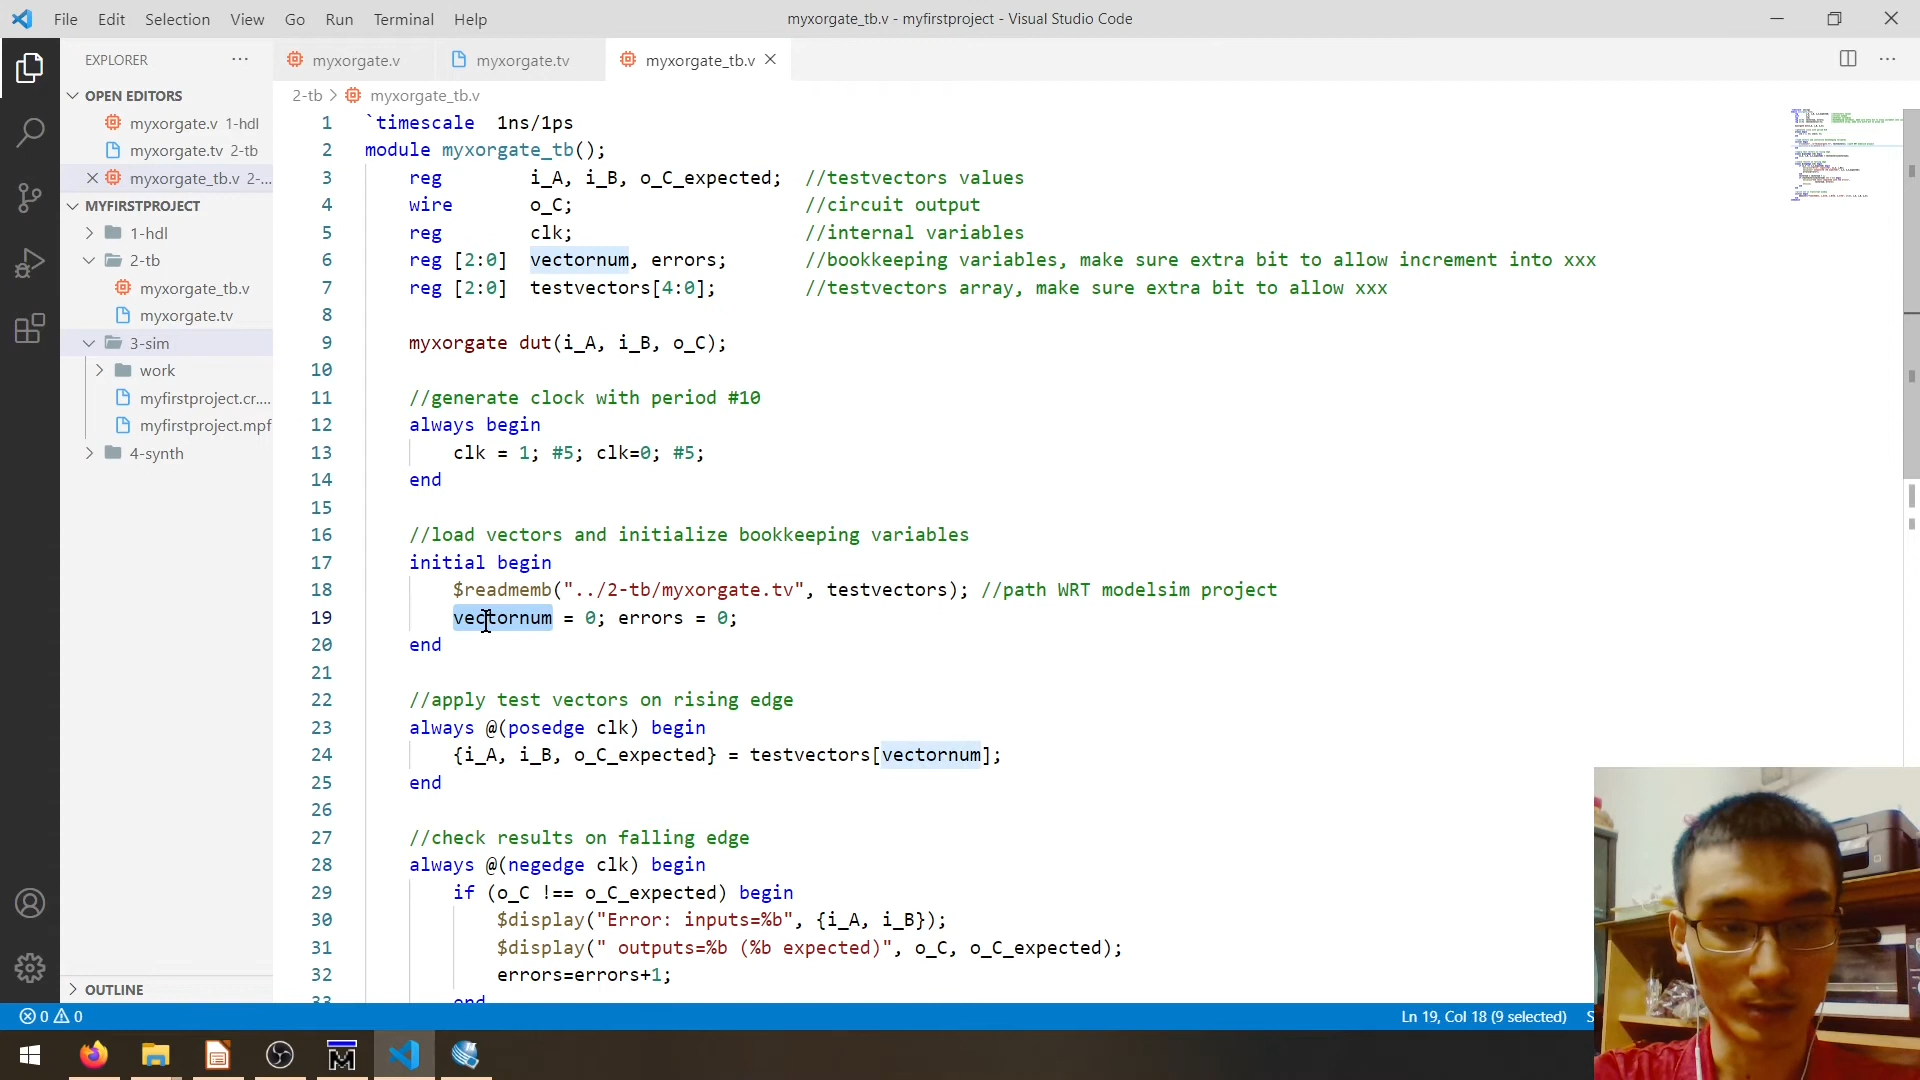 File Edit Selection View Go Run Terminal Help
myxorgate_tb.v - myfirstproject - Visual Studio Code
EXPLORER
OPEN EDITORS
myxorgate.v 1-hdl
myxorgate.tv 2-tb
myxorgate_tb.v 2-...
MYFIRSTPROJECT
1-hdl
2-tb
myxorgate_tb.v
myxorgate.tv
3-sim
work
myfirstproject.cr....
myfirstproject.mpf
4-synth
OUTLINE
myxorgate.v
myxorgate.tv
myxorgate_tb.v
2-tb > myxorgate_tb.v
1 `timescale 1ns/1ps
2 module myxorgate_tb();
3 reg i_A, i_B, o_C_expected; //testvectors values
4 wire o_C; //circuit output
5 reg clk; //internal variables
6 reg [2:0] vectornum, errors; //bookkeeping variables, make sure extra bit to allow increment into xxx
7 reg [2:0] testvectors[4:0]; //testvectors array, make sure extra bit to allow xxx
8
9 myxorgate dut(i_A, i_B, o_C);
10
11 //generate clock with period #10
12 always begin
13 clk = 1; #5; clk=0; #5;
14 end
15
16 //load vectors and initialize bookkeeping variables
17 initial begin
18 $readmemb("../2-tb/myxorgate.tv", testvectors); //path WRT modelsim project
19 vectornum = 0; errors = 0;
20 end
21
22 //apply test vectors on rising edge
23 always @(posedge clk) begin
24 {i_A, i_B, o_C_expected} = testvectors[vectornum];
25 end
26
27 //check results on falling edge
28 always @(negedge clk) begin
29 if (o_C !== o_C_expected) begin
30 $display("Error: inputs=%b", {i_A, i_B});
31 $display(" outputs=%b (%b expected)", o_C, o_C_expected);
32 errors=errors+1;
33 end
0 0
Ln 19, Col 18 (9 selected)